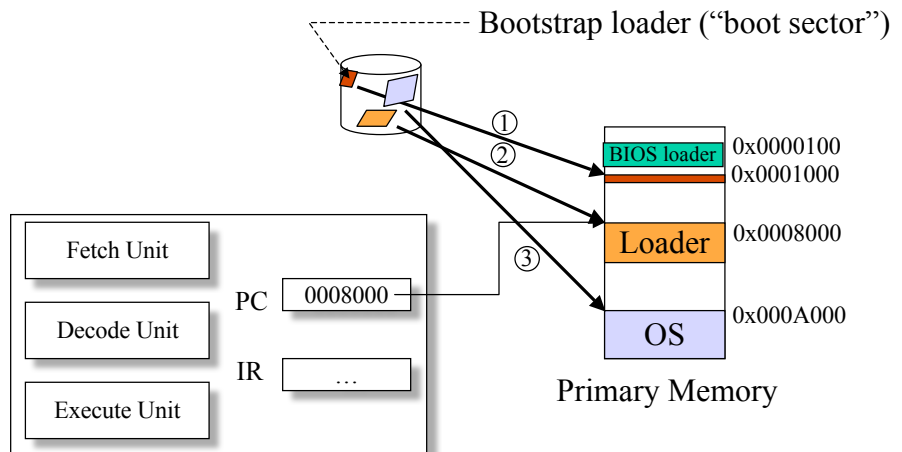 Bootstrap loader (“boot sector”)
①
②
③
BIOS loader
0x0000100
0x0001000
Loader
0x0008000
OS
0x000A000
Primary Memory
Fetch Unit
Decode Unit
Execute Unit
PC
0008000
IR
…